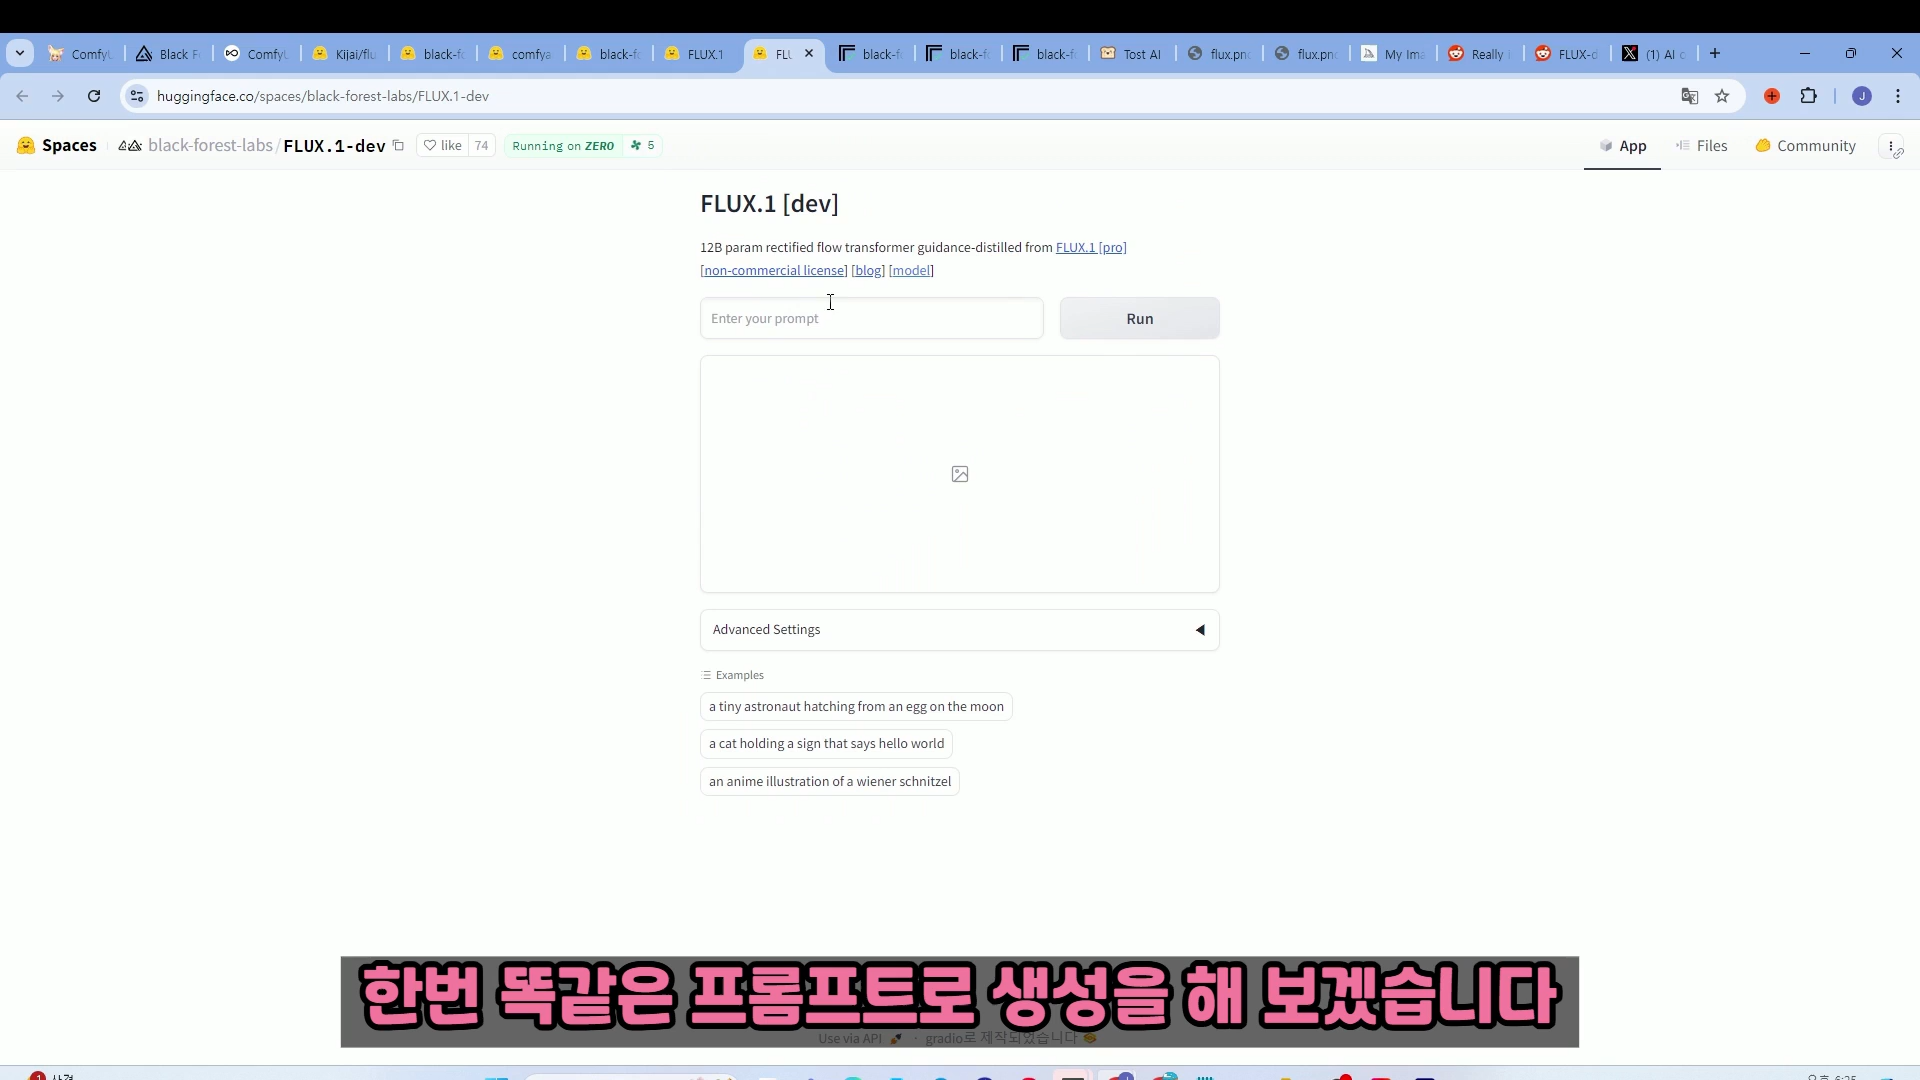 ComfyU
Black F
ComfyU
Kijai/flu
black-fo
comfya
black-fo
FLUX.1
FLU
black-f
black-f
black-f
Tost AI
flux.pn
flux.pn
My Ima
Really
FLUX-d
(1) AI c
huggingface.co/spaces/black-forest-labs/FLUX.1-dev
J
Spaces
black-forest-labs/FLUX.1-dev
like 74
Running on ZERO 5
App
Files
Community
FLUX.1 [dev]
12B param rectified flow transformer guidance-distilled from FLUX.1 [pro]
[non-commercial license] [blog] [model]
Enter your prompt
Run
Advanced Settings
Examples
a tiny astronaut hatching from an egg on the moon
a cat holding a sign that says hello world
an anime illustration of a wiener schnitzel
한번 똑같은 프롬프트로 생성을 해 보겠습니다
Use via API · gradio로 제작되었습니다